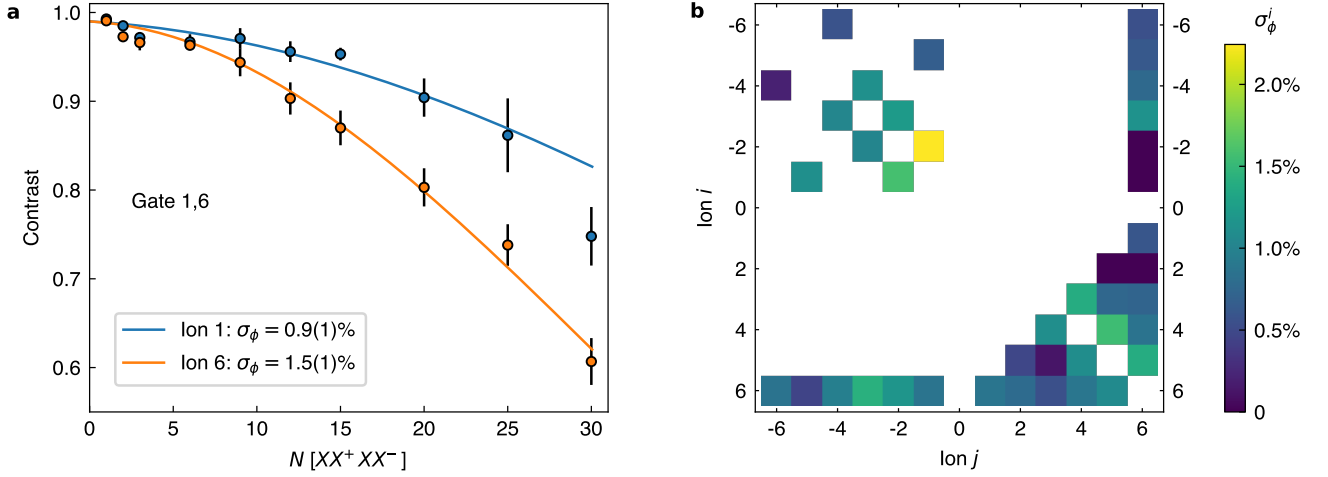 a
1.0
0.9
0.8
0.7
0.6
Contrast
Gate 1,6
Ion 1: σϕ = 0.9(1)%
Ion 6: σϕ = 1.5(1)%
0 5 10 15 20 25 30
N [XX⁺ XX⁻]
b
-6 -6
-4 -4
-2 -2
0 0
2 2
4 4
6 6
Ion i
-6 -4 -2 0 2 4 6
Ion j
σ^i_ϕ
2.0%
1.5%
1.0%
0.5%
0